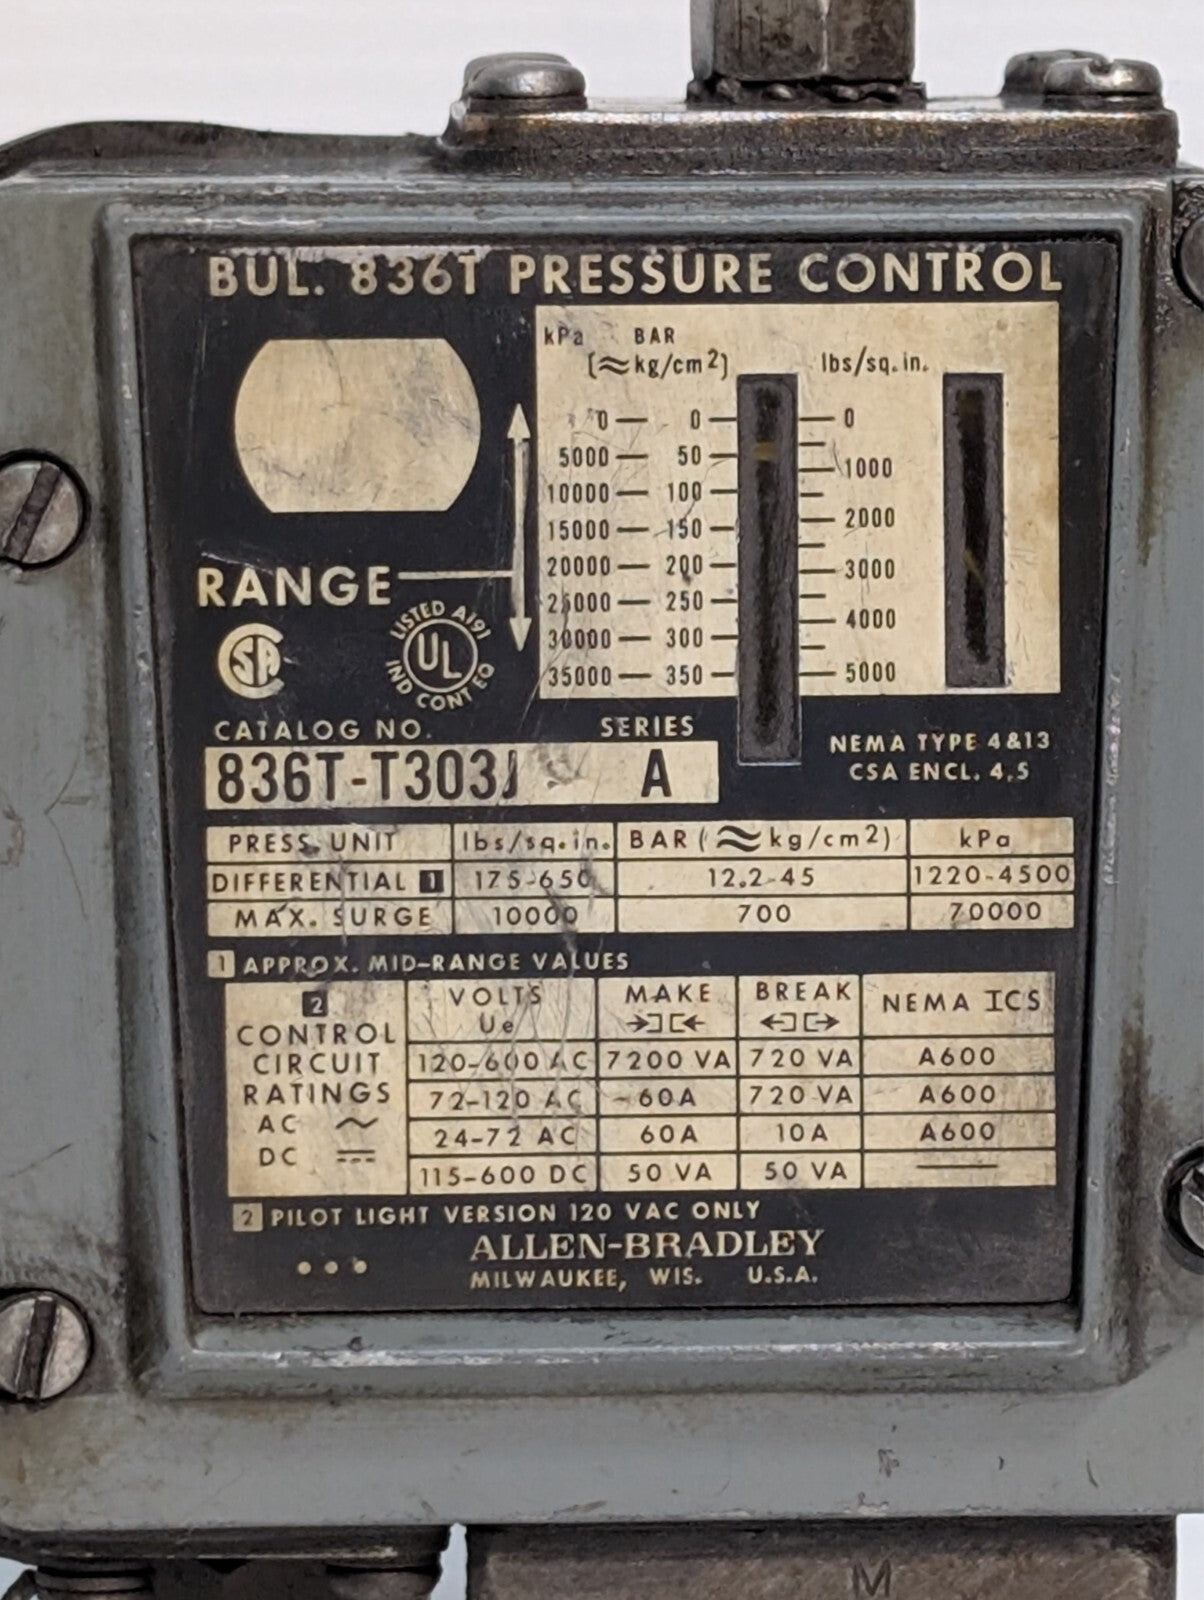 BUL. 836T PRESSURE CONTROL
kPa BAR
[≈kg/cm²] lbs/sq.in.
0 — 0 — — 0
5000 — 50 —
— 1000
10000 — 100 —
15000 — 150 — — 2000
20000 — 200 — — 3000
25000 — 250 —
— 4000
30000 — 300 —
35000 — 350 — — 5000
RANGE
SA
LISTED A191
UL
IND CONT EQ
CATALOG NO. SERIES
836T-T303J A
NEMA TYPE 4&13
CSA ENCL. 4,5
PRESS. UNIT lbs/sq.in. BAR (≈kg/cm²) kPa
DIFFERENTIAL 1 175-650 12.2-45 1220-4500
MAX. SURGE 10000 700 70000
1 APPROX. MID-RANGE VALUES
2
CONTROL
CIRCUIT
RATINGS
AC ~
DC ⎓
VOLTS MAKE BREAK NEMA ICS
Ue
120-600 AC 7200 VA 720 VA A600
72-120 AC 60A 720 VA A600
24-72 AC 60A 10A A600
115-600 DC 50 VA 50 VA —
2 PILOT LIGHT VERSION 120 VAC ONLY
ALLEN-BRADLEY
MILWAUKEE, WIS. U.S.A.
M